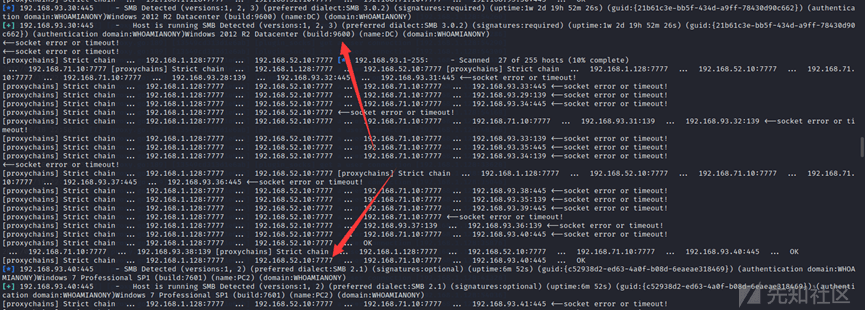 [*] 192.168.93.30:445 - SMB Detected (versions:1, 2, 3) (preferred dialect:SMB 3.0.2) (signatures:required) (uptime:1w 2d 19h 52m 26s) (guid:{21b61c3e-bb5f-434d-a9ff-78430d90c662}) (authentication domain:WHOAMIANONY)Windows 2012 R2 Datacenter (build:9600) (name:DC) (domain:WHOAMIANONY)
[+] 192.168.93.30:445 - Host is running SMB Detected (versions:1, 2, 3) (preferred dialect:SMB 3.0.2) (signatures:required) (uptime:1w 2d 19h 52m 26s) (guid:{21b61c3e-bb5f-434d-a9ff-78430d90
c662}) (authentication domain:WHOAMIANONY)Windows 2012 R2 Datacenter (build:9600) (name:DC) (domain:WHOAMIANONY)
<--socket error or timeout!
<--socket error or timeout!
[proxychains] Strict chain ... 192.168.1.128:7777 ... 192.168.52.10:7777 [*] 192.168.93.1-255: - Scanned 27 of 255 hosts (10% complete)
... 192.168.71.10:7777 [proxychains] Strict chain ... 192.168.1.128:7777 ... 192.168.52.10:7777 [proxychains] Strict chain ... 192.168.1.128:7777 ... 192.168.52.10:7777 ... 192.168.71.
10:7777 ... 192.168.71.10:7777 ... 192.168.93.28:139 ... 192.168.93.32:445 ... 192.168.93.31:445 <--socket error or timeout!
[proxychains] Strict chain ... 192.168.1.128:7777 ... 192.168.52.10:7777 ... 192.168.71.10:7777 ... 192.168.93.33:445 <--socket error or timeout!
[proxychains] Strict chain ... 192.168.1.128:7777 ... 192.168.52.10:7777 ... 192.168.71.10:7777 ... 192.168.93.29:139 <--socket error or timeout!
[proxychains] Strict chain ... 192.168.1.128:7777 ... 192.168.52.10:7777 ... 192.168.71.10:7777 ... 192.168.93.34:445 <--socket error or timeout!
[proxychains] Strict chain ... 192.168.1.128:7777 ... 192.168.52.10:7777 <--socket error or timeout!
[proxychains] Strict chain ... 192.168.1.128:7777 ... 192.168.52.10:7777 ... 192.168.71.10:7777 ... 192.168.71.10:7777 ... 192.168.93.31:139 ... 192.168.93.32:139 <--socket error or ti
meout!
[proxychains] Strict chain ... 192.168.1.128:7777 ... 192.168.52.10:7777 ... 192.168.71.10:7777 ... 192.168.93.33:139 <--socket error or timeout!
[proxychains] Strict chain ... 192.168.1.128:7777 ... 192.168.52.10:7777 ... 192.168.71.10:7777 ... 192.168.93.35:445 <--socket error or timeout!
[proxychains] Strict chain ... 192.168.1.128:7777 ... 192.168.52.10:7777 ... 192.168.71.10:7777 ... 192.168.93.34:139 <--socket error or timeout!
<--socket error or timeout!
[proxychains] Strict chain ... 192.168.1.128:7777 ... 192.168.52.10:7777 [proxychains] Strict chain ... 192.168.1.128:7777 ... 192.168.52.10:7777 ... 192.168.71.10:7777 ... 192.168.71.
10:7777 ... 192.168.93.37:445 ... 192.168.93.36:445 <--socket error or timeout!
[proxychains] Strict chain ... 192.168.1.128:7777 ... 192.168.52.10:7777 ... 192.168.71.10:7777 ... 192.168.93.38:445 <--socket error or timeout!
[proxychains] Strict chain ... 192.168.1.128:7777 ... 192.168.52.10:7777 ... 192.168.71.10:7777 ... 192.168.93.35:139 <--socket error or timeout!
[proxychains] Strict chain ... 192.168.1.128:7777 ... 192.168.52.10:7777 ... 192.168.71.10:7777 ... 192.168.93.39:445 <--socket error or timeout!
[proxychains] Strict chain ... 192.168.1.128:7777 ... 192.168.52.10:7777 ... 192.168.71.10:7777 <--socket error or timeout!
[proxychains] Strict chain ... 192.168.1.128:7777 ... 192.168.52.10:7777 ... 192.168.71.10:7777 ... 192.168.93.37:139 ... 192.168.93.36:139 <--socket error or timeout!
[proxychains] Strict chain ... 192.168.1.128:7777 ... 192.168.52.10:7777 ... 192.168.71.10:7777 ... 192.168.93.40:445 <--socket error or timeout!
[proxychains] Strict chain ... 192.168.1.128:7777 ... 192.168.52.10:7777 ... OK
... 192.168.71.10:7777 ... 192.168.93.38:139 [proxychains] Strict chain ... 192.168.1.128:7777 ... 192.168.52.10:7777 ... 192.168.71.10:7777 ... 192.168.93.40:445 ... OK
[proxychains] Strict chain ... 192.168.1.128:7777 ... 192.168.52.10:7777 ... 192.168.71.10:7777 ... 192.168.93.40:445 ... OK
[*] 192.168.93.40:445 - SMB Detected (versions:1, 2) (preferred dialect:SMB 2.1) (signatures:optional) (uptime:6m 52s) (guid:{c52938d2-ed63-4a0f-b08d-6eaeae318469}) (authentication domain:WHOA
MIANONY)Windows 7 Professional SP1 (build:7601) (name:PC2) (domain:WHOAMIANONY)
[+] 192.168.93.40:445 - Host is running SMB Detected (versions:1, 2) (preferred dialect:SMB 2.1) (signatures:optional) (uptime:6m 52s) (guid:{c52938d2-ed63-4a0f-b08d-6eaeae318469}) (authenti
cation domain:WHOAMIANONY)Windows 7 Professional SP1 (build:7601) (name:PC2) (domain:WHOAMIANONY)
[proxychains] Strict chain ... 192.168.1.128:7777 ... 192.168.52.10:7777 ... 192.168.71.10:7777 ... 192.168.93.41:445 <--socket error or timeout!
先知社区